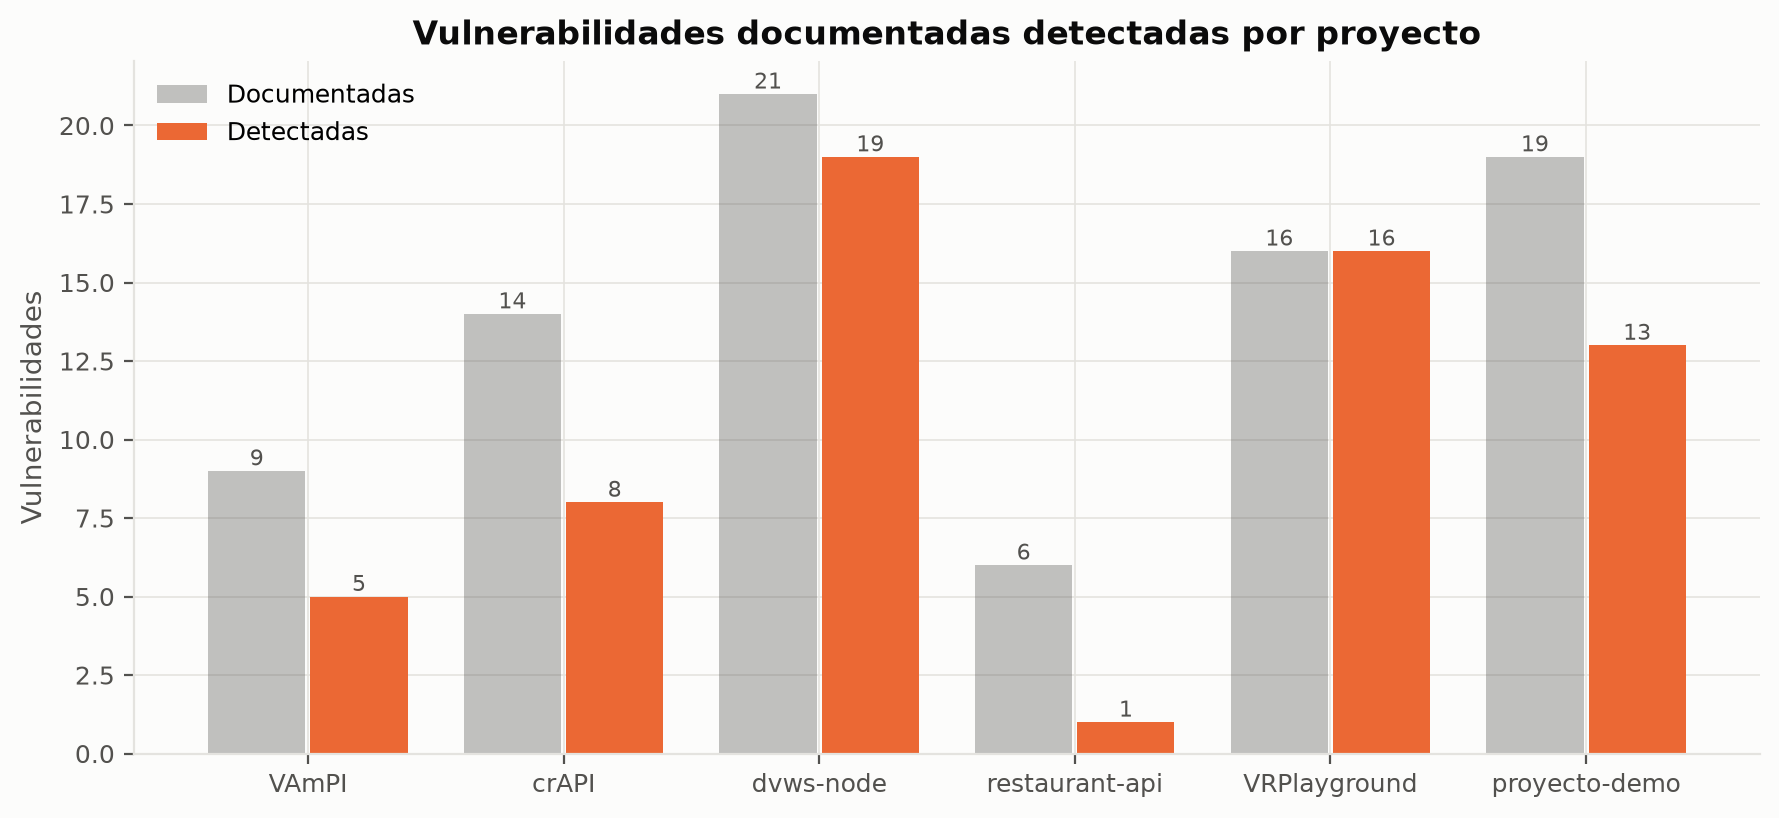 Vulnerabilidades documentadas detectadas por proyecto
Documentadas
Detectadas
Vulnerabilidades
20.0
17.5
15.0
12.5
10.0
7.5
5.0
2.5
0.0
9
5
14
8
21
19
6
1
16
16
19
13
VAmPI
crAPI
dvws-node
restaurant-api
VRPlayground
proyecto-demo